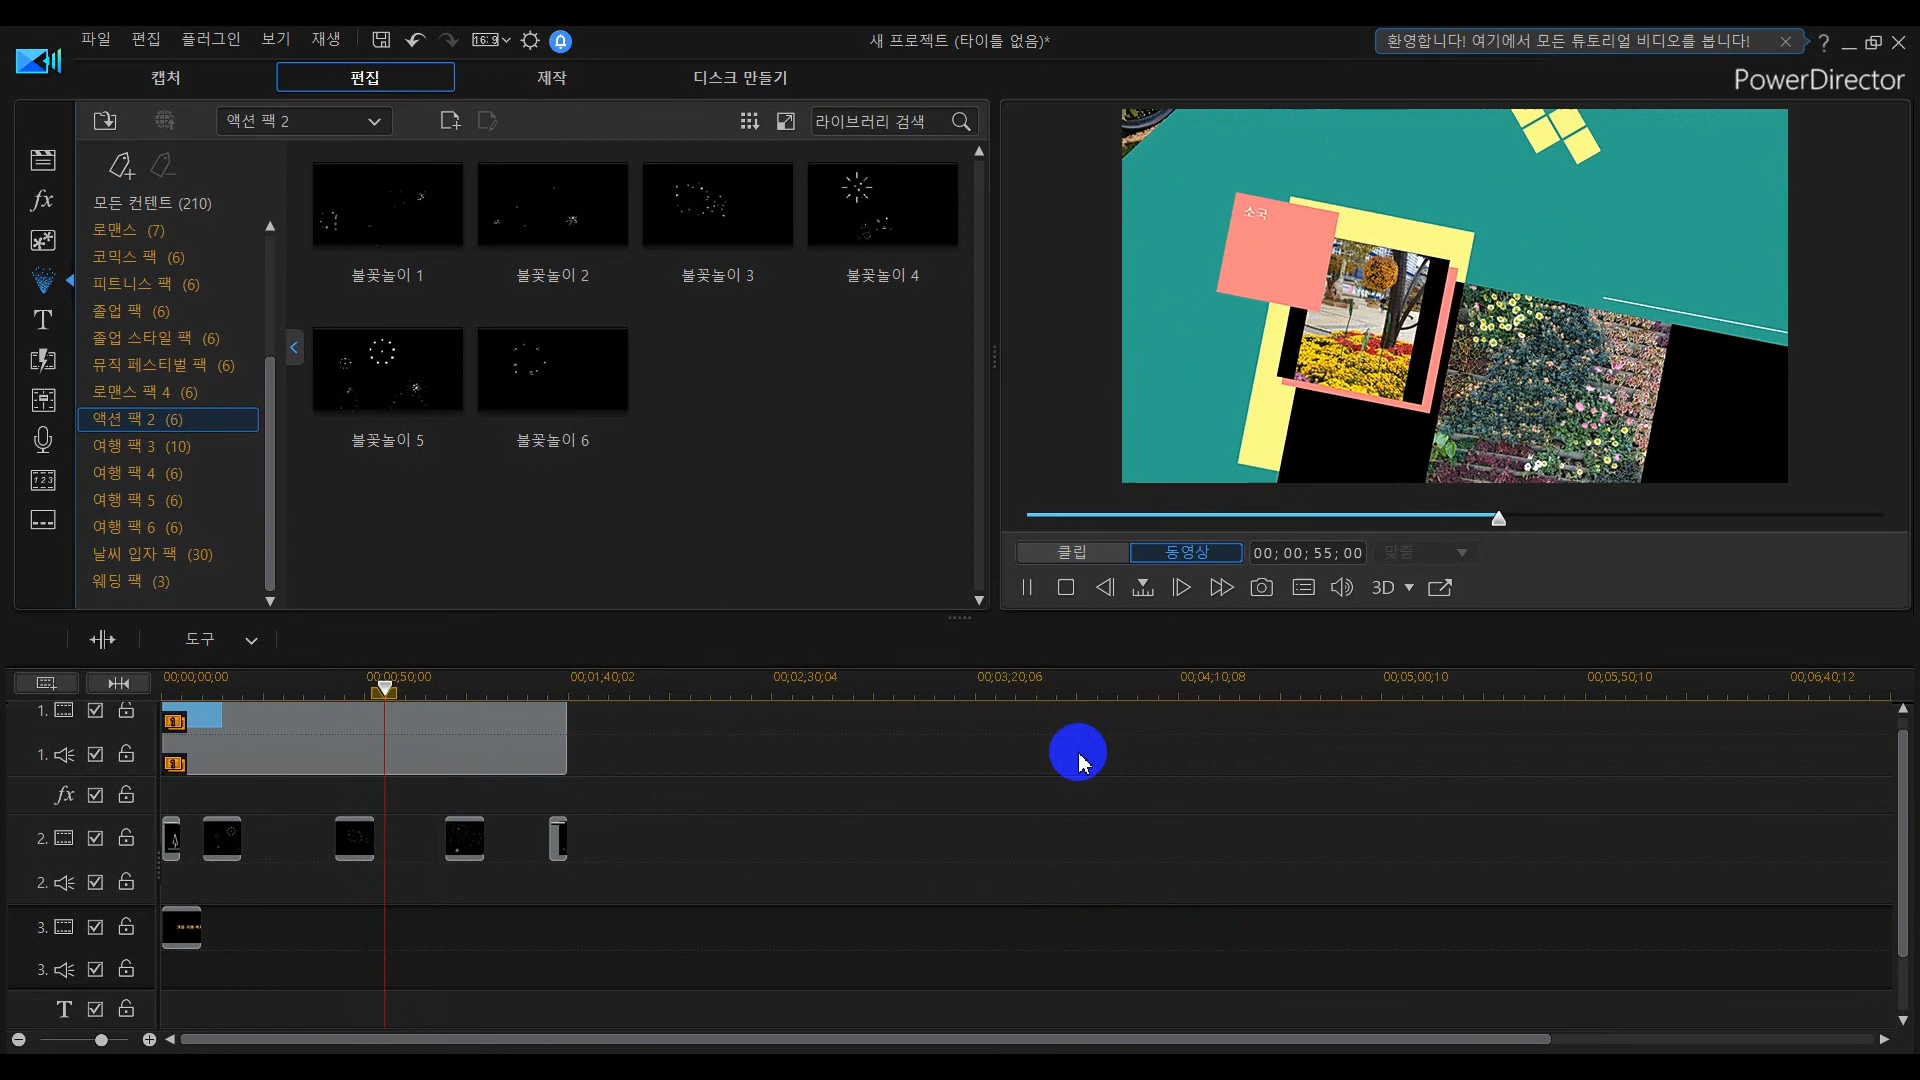 파일 편집 플러그인 보기 재생
16:9
새 프로젝트 (타이틀 없음)*
환영합니다! 여기에서 모든 튜토리얼 비디오를 봅니다!
?
캡처 편집 제작 디스크 만들기
PowerDirector
액션 팩 2
라이브러리 검색
모든 컨텐트 (210)
로맨스 (7)
코믹스 팩 (6)
피트니스 팩 (6)
졸업 팩 (6)
졸업 스타일 팩 (6)
뮤직 페스티벌 팩 (6)
로맨스 팩 4 (6)
액션 팩 2 (6)
여행 팩 3 (10)
여행 팩 4 (6)
여행 팩 5 (6)
여행 팩 6 (6)
날씨 입자 팩 (30)
웨딩 팩 (3)
불꽃놀이 1
불꽃놀이 2
불꽃놀이 3
불꽃놀이 4
불꽃놀이 5
불꽃놀이 6
소국
클립 동영상 00; 00; 55; 00 맞춤
3D
도구
00;00;00;00 00;00;50;00 00;01;40;02 00;02;30;04 00;03;20;06 00;04;10;08 00;05;00;10 00;05;50;10 00;06;40;12
1.
1.
fx
2.
2.
3.
3.
T